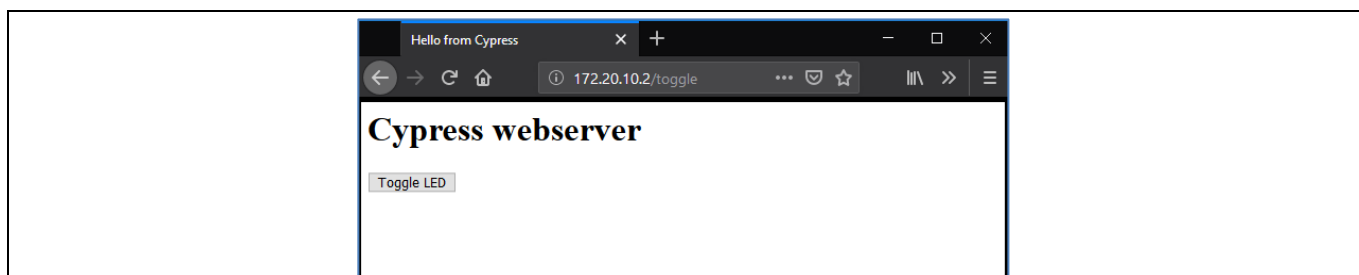 Hello from Cypress
172.20.10.2/toggle
Cypress webserver
Toggle LED